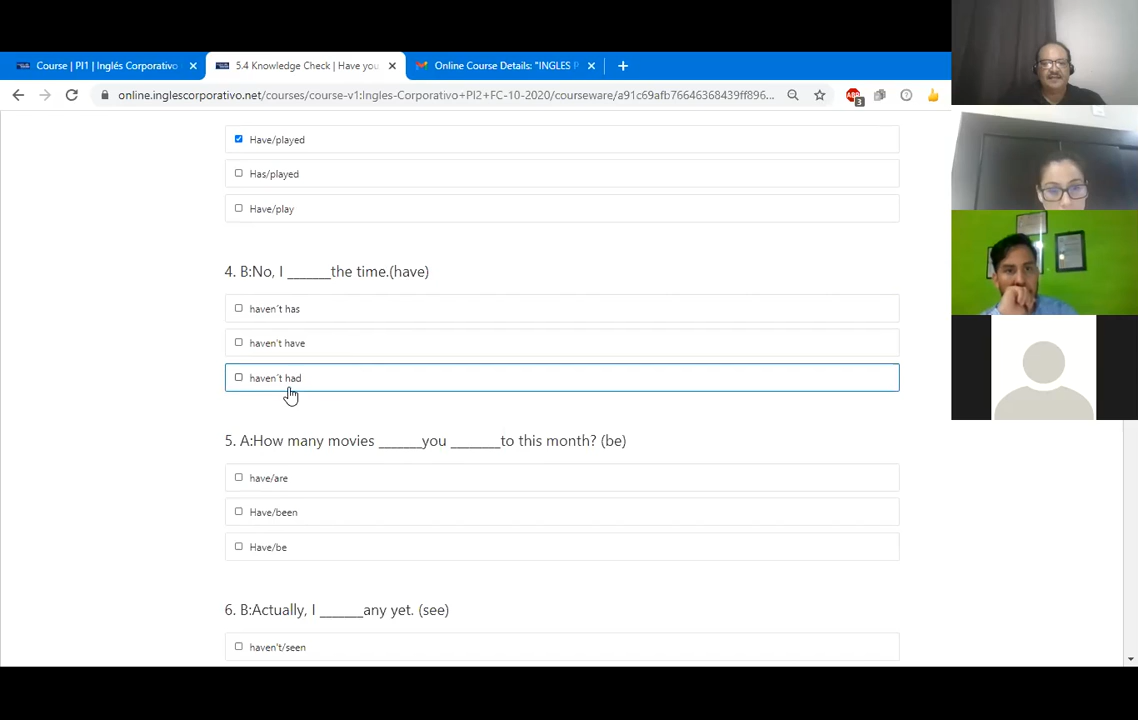 Course | PI1 | Inglés Corporativo
5.4 Knowledge Check | Have you
Online Course Details: "INGLES P
online.inglescorporativo.net/courses/course-v1:Ingles-Corporativo+PI2+FC-10-2020/courseware/a91c69afb76646368439ff896...
ABP
3
Have/played
Has/played
Have/play
4. B:No, I ______the time.(have)
haven´t has
haven't have
haven´t had
5. A:How many movies ______you _______to this month? (be)
have/are
Have/been
Have/be
6. B:Actually, I ______any yet. (see)
haven't/seen